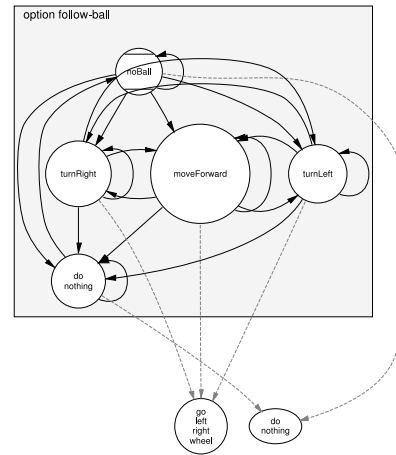 option follow-ball
noBall
turnRight
moveForward
turnLeft
do
nothing
go
left
right
wheel
do
nothing